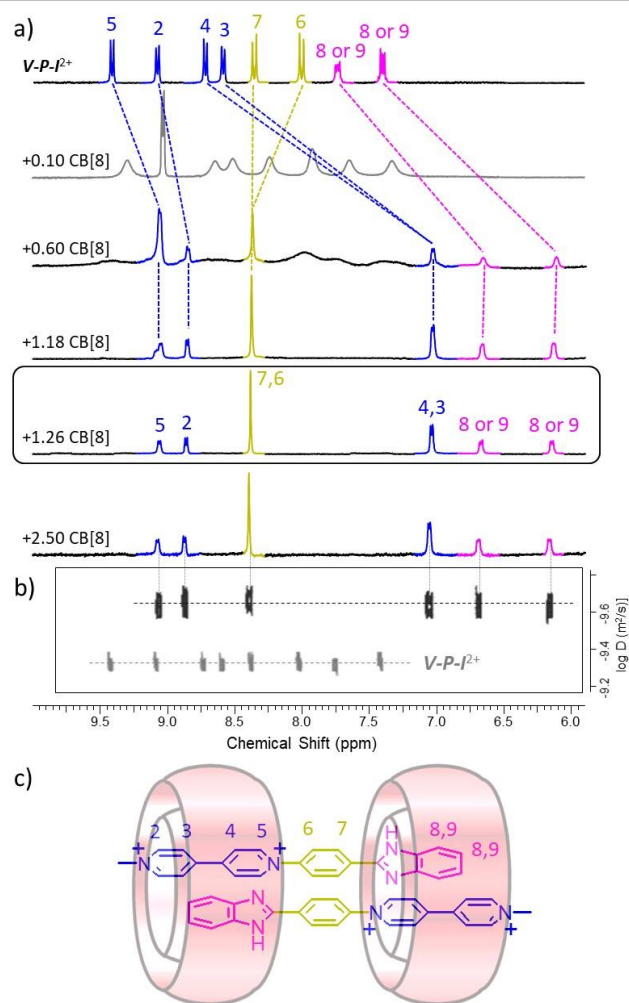 a)
5 2 4 3 7 6 8 or 9 8 or 9
V-P-I²⁺
+0.10 CB[8]
+0.60 CB[8]
+1.18 CB[8]
7,6
5 2 4,3 8 or 9 8 or 9
+1.26 CB[8]
+2.50 CB[8]
b)
-9.6
-9.4
-9.2
log D (m²/s)]
V-P-I²⁺
9.5 9.0 8.5 8.0 7.5 7.0 6.5 6.0
Chemical Shift (ppm)
c)
2 3 4 5 6 7 H 8,9
+ + N 8,9
N N N
N N N
N + +
H